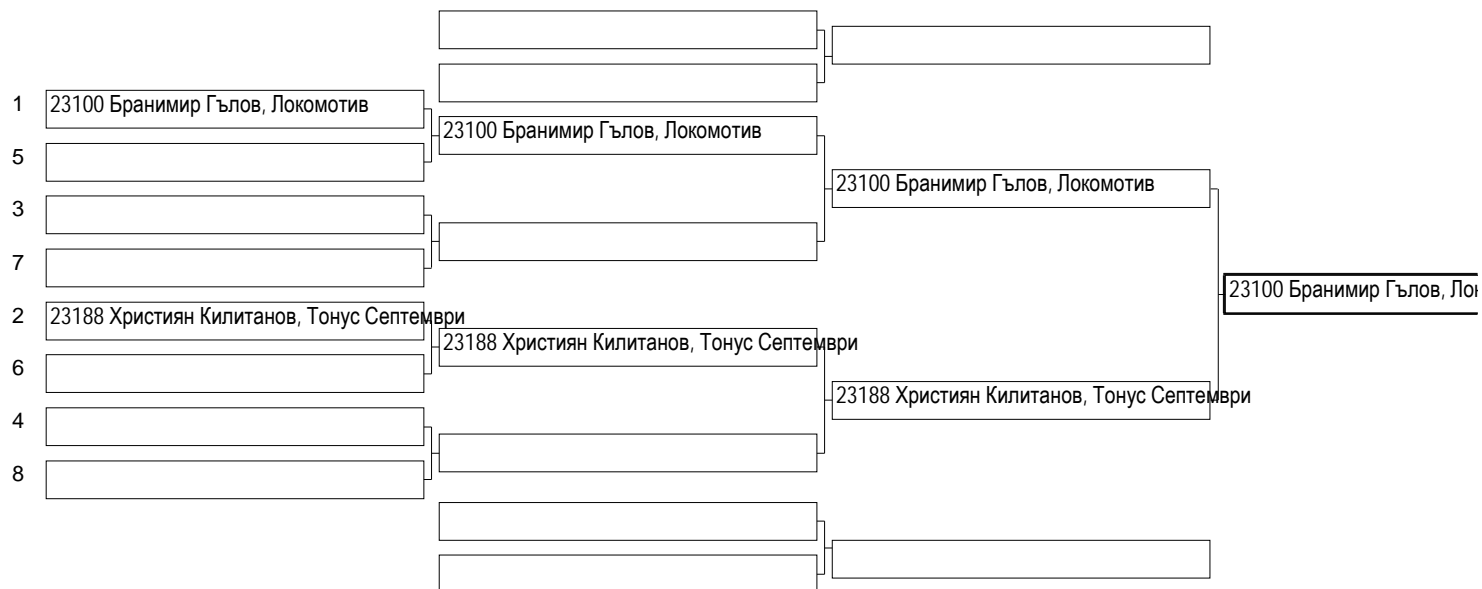 1 23100 Бранимир Гълов, Локомотив
23100 Бранимир Гълов, Локомотив
5
23100 Бранимир Гълов, Локомотив
3
7
23100 Бранимир Гълов,
2 23188 Християн Килитанов, Тонус Септември
23188 Християн Килитанов, Тонус Септември
6
23188 Християн Килитанов, Тонус Септември
4
8